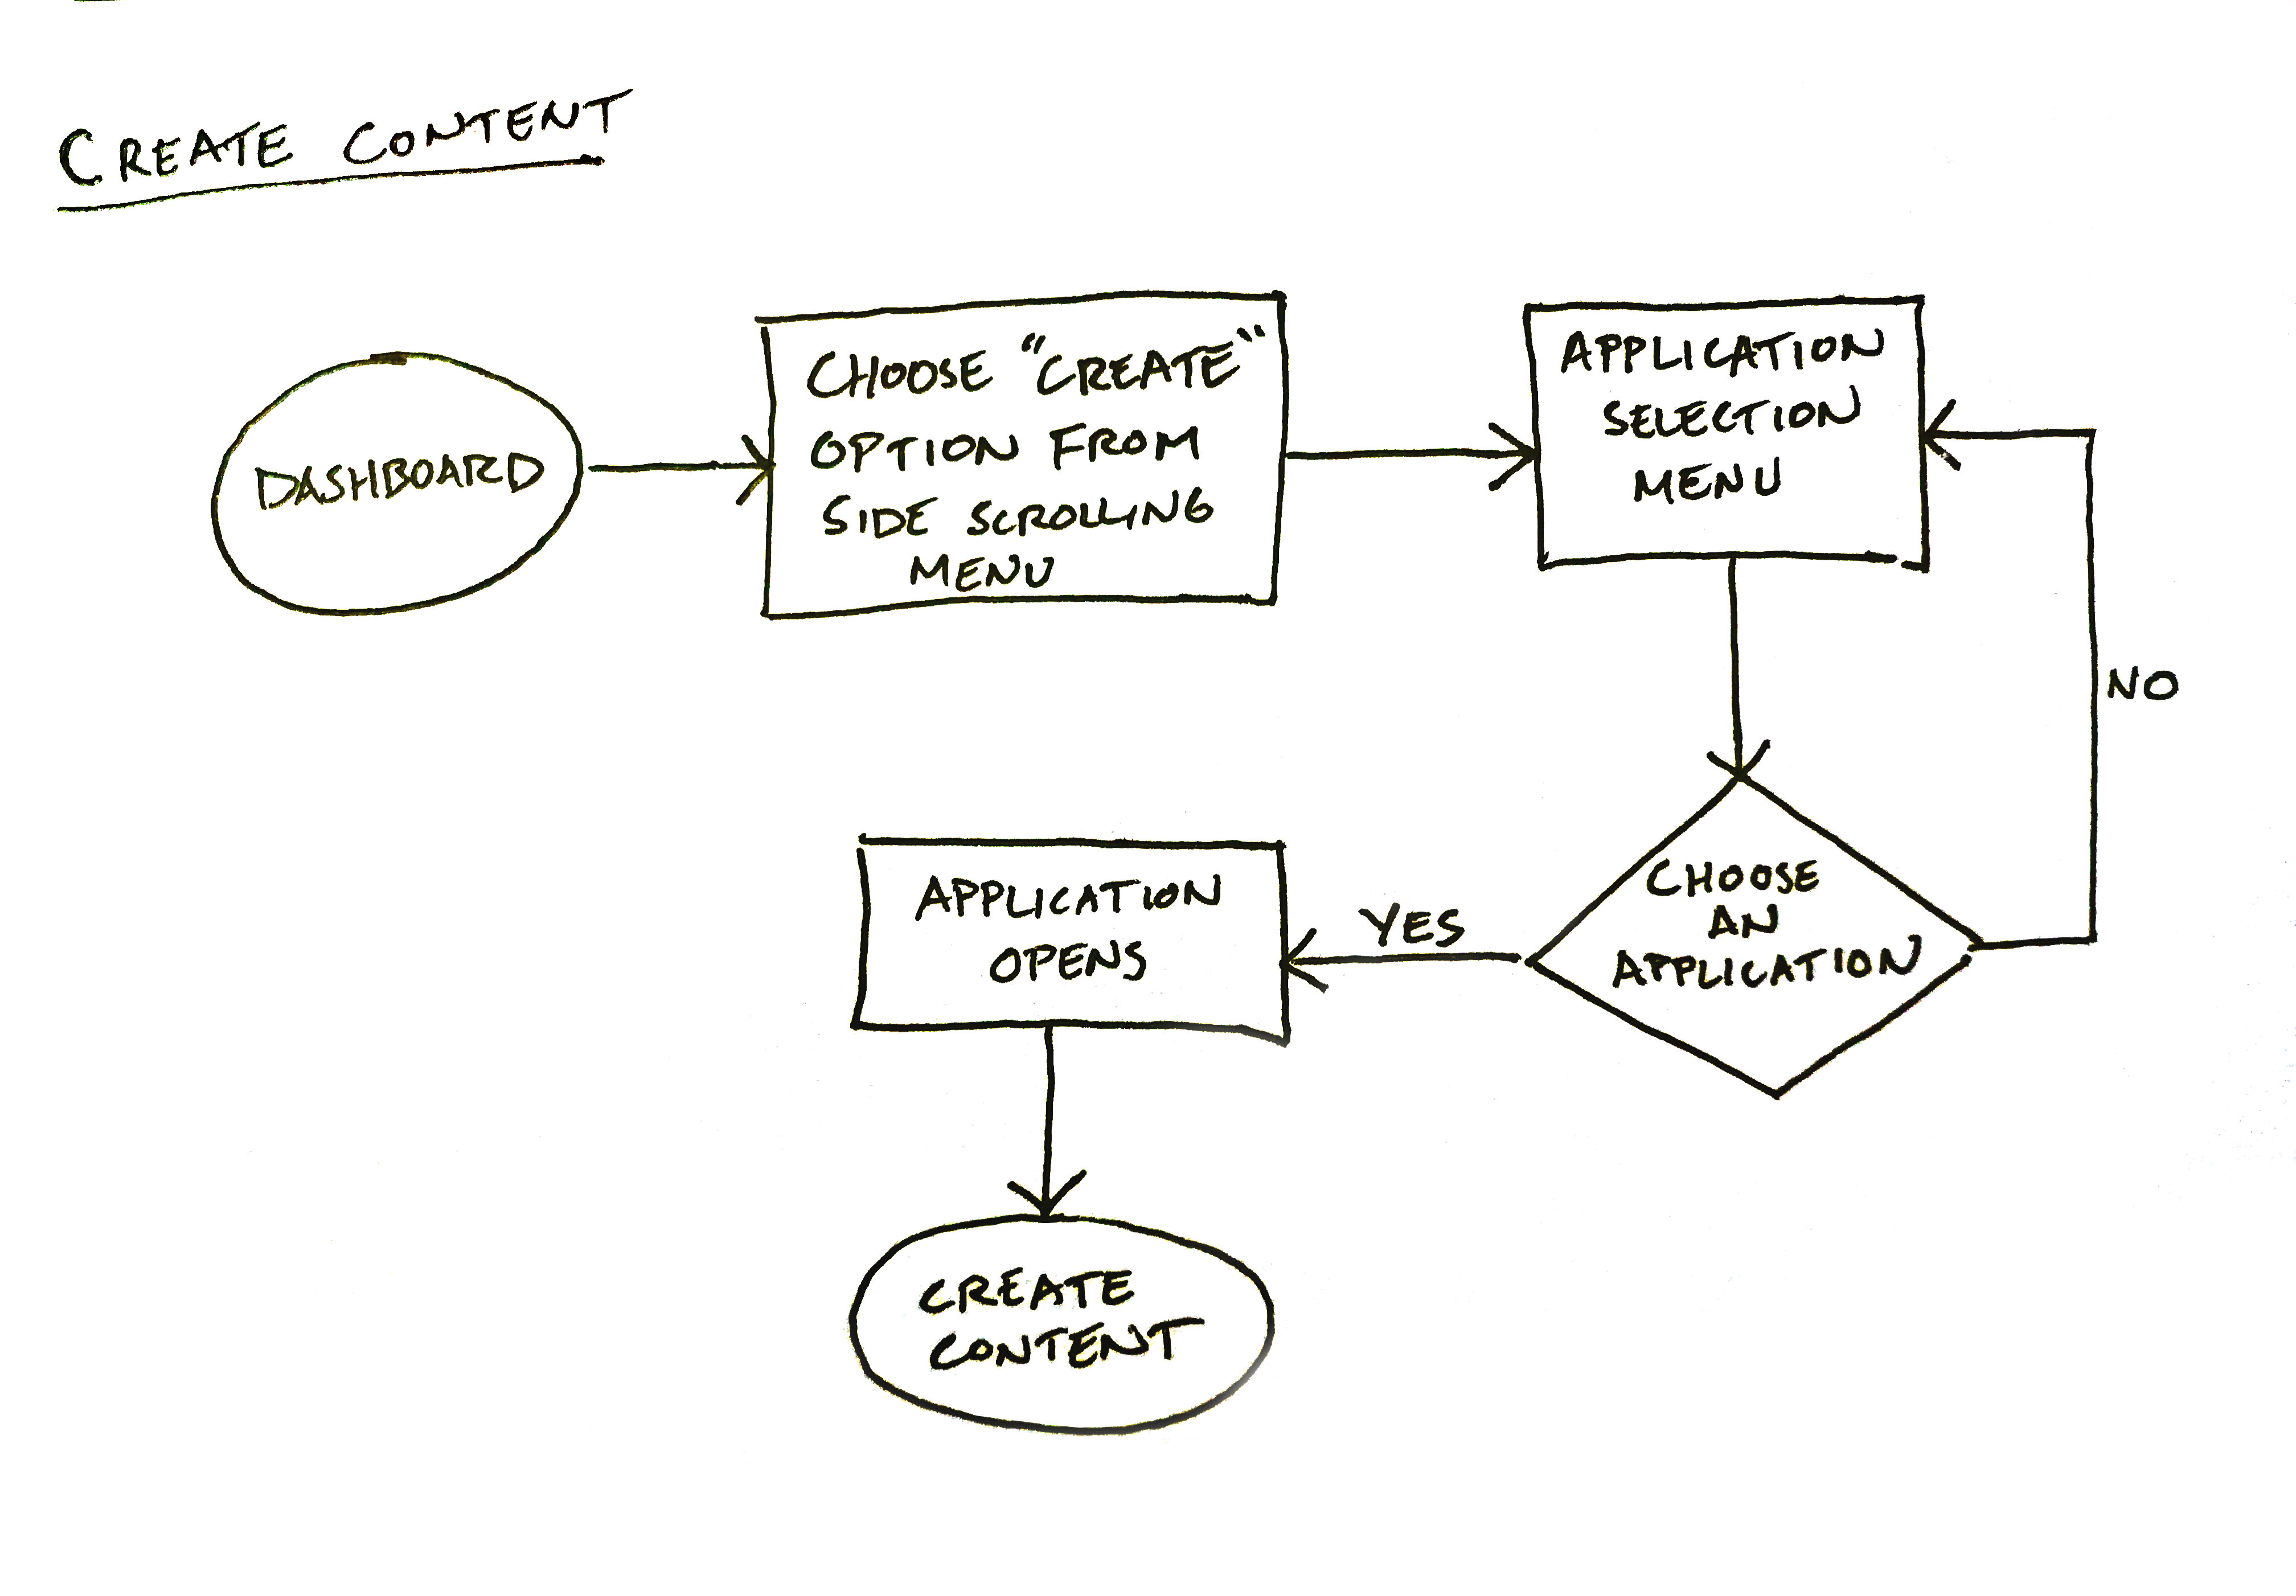 CREATE CONTENT
DASHBOARD
CHOOSE "CREATE"
OPTION FROM
SIDE SCROLLING
MENU
APPLICATION
SELECTION
MENU
NO
CHOOSE
AN
APPLICATION
YES
APPLICATION
OPENS
CREATE
CONTENT